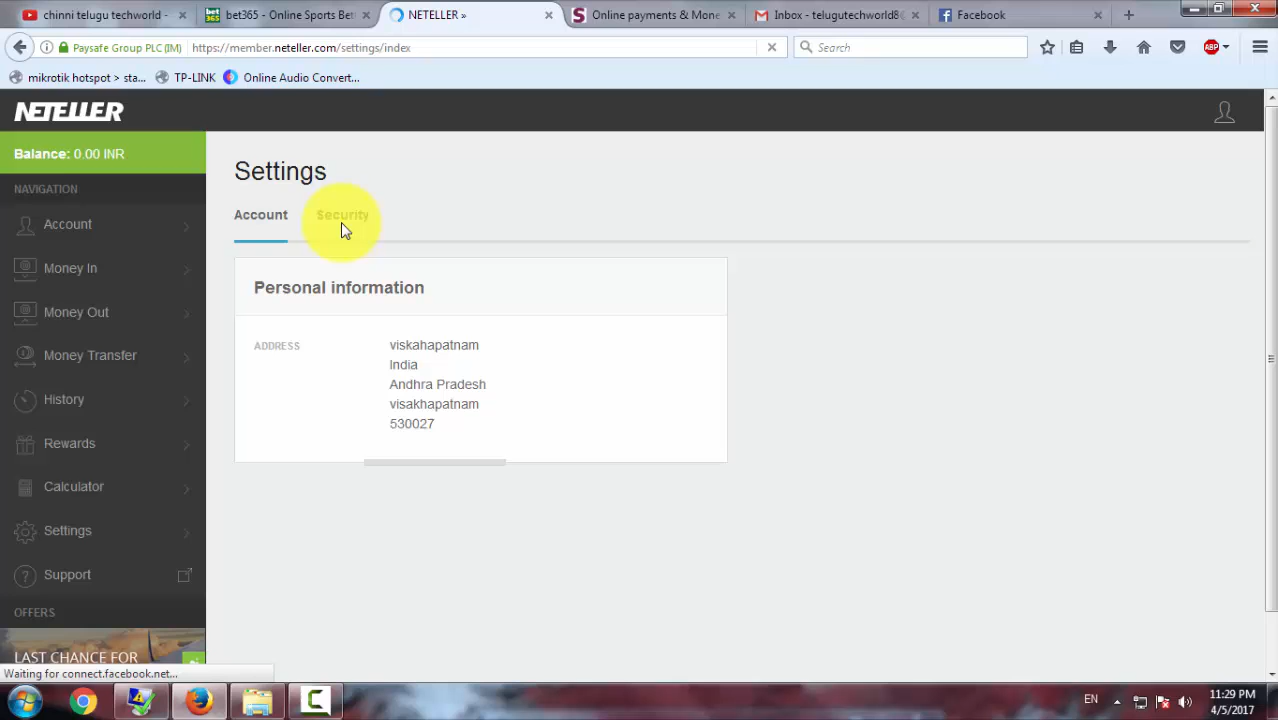 chinni telugu techworld -
bet365 - Online Sports Bet
NETELLER »
Online payments & Mone
Inbox - telugutechworld8
Facebook
Paysafe Group PLC (IM)
https://member.neteller.com/settings/index
Search
ABP
mikrotik hotspot > sta...
TP-LINK
Online Audio Convert...
NETELLER
Balance: 0.00 INR
NAVIGATION
Account
Money In
Money Out
Money Transfer
History
Rewards
Calculator
Settings
Support
OFFERS
LAST CHANCE FOR
Settings
Account
Security
Personal information
ADDRESS
viskahapatnam
India
Andhra Pradesh
visakhapatnam
530027
Waiting for connect.facebook.net...
EN
11:29 PM
4/5/2017